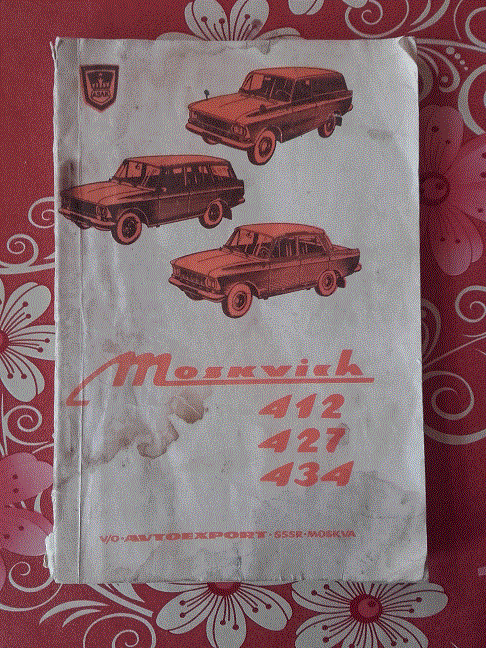 Moskvich
412
427
434
V/O · AVTOEXPORT · SSSR · MOSKVA